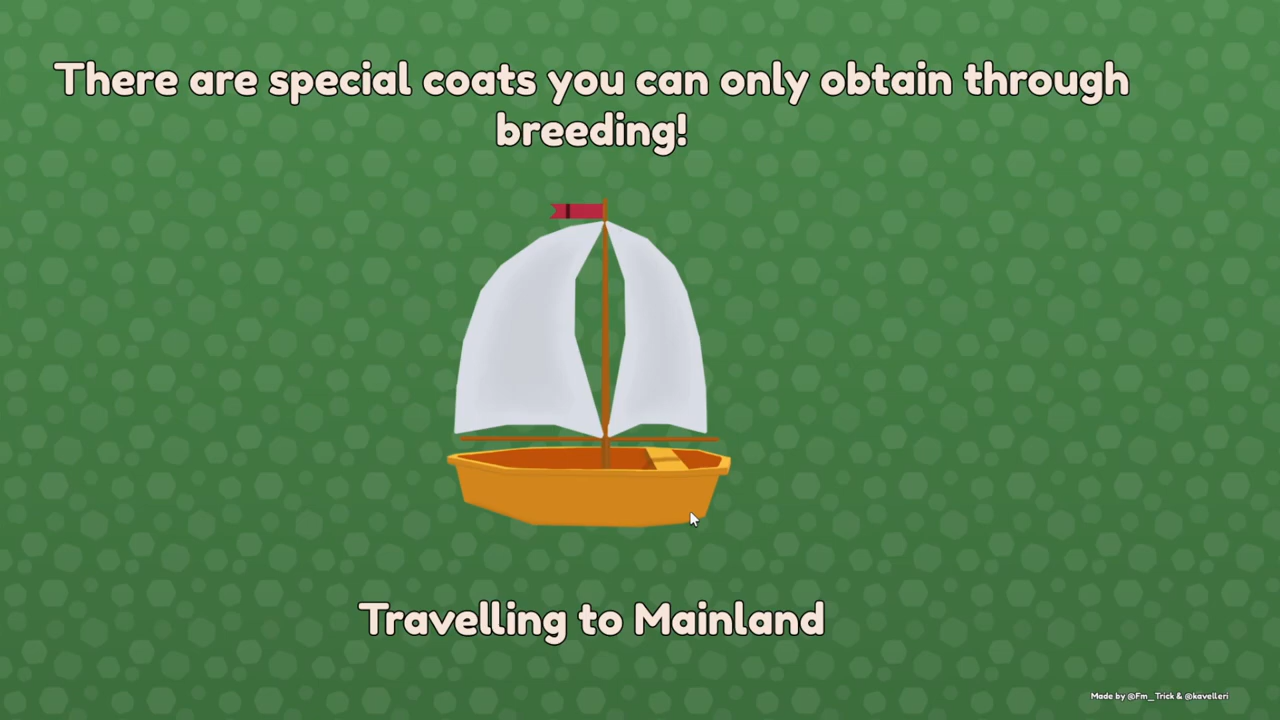 There are special coats you can only obtain through
breeding!
Travelling to Mainland
Made by @Fm_Trick & @kavelleri